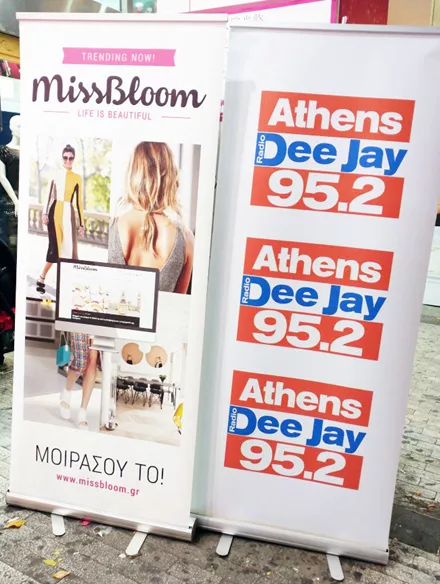 TRENDING NOW!
MissBloom
LIFE IS BEAUTIFUL
MissBloom
ΜΟΙΡΑΣΟΥ ΤΟ!
www.missbloom.gr
Athens
Radio
Dee Jay
95.2
Athens
Radio
Dee Jay
95.2
Athens
Radio
Dee Jay
95.2